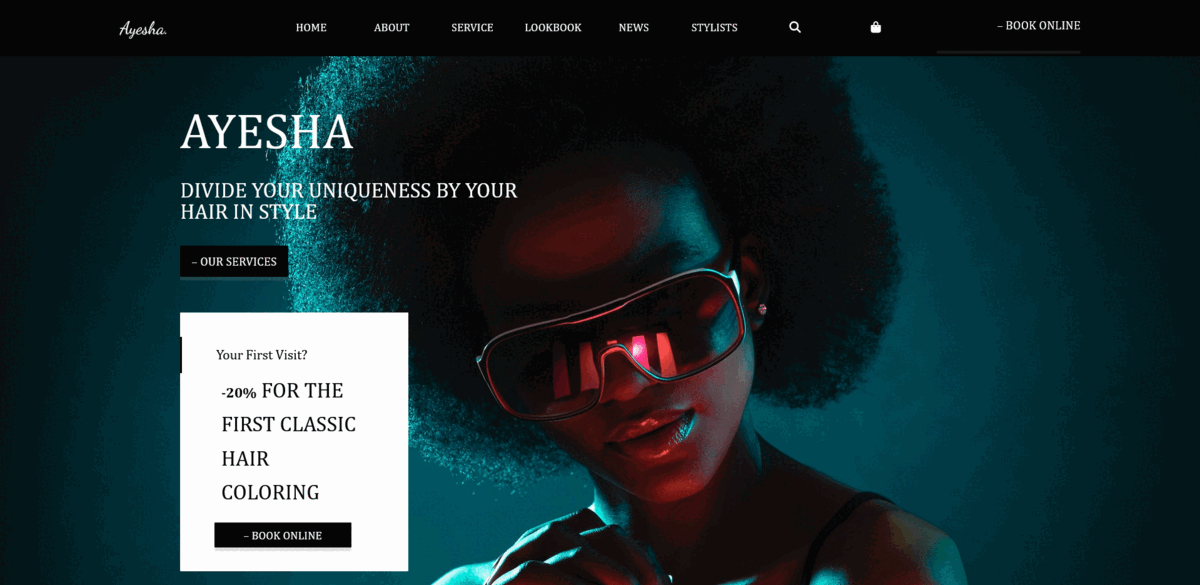 Ayesha.
HOME
ABOUT
SERVICE
LOOKBOOK
NEWS
STYLISTS
– BOOK ONLINE
AYESHA
DIVIDE YOUR UNIQUENESS BY YOUR
HAIR IN STYLE
– OUR SERVICES
Your First Visit?
-20% FOR THE
FIRST CLASSIC
HAIR
COLORING
– BOOK ONLINE